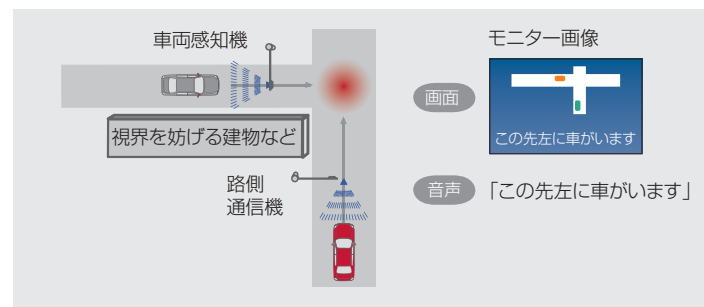 車両感知機
モニター画像
画面
この先左に車がいます
視界を妨げる建物など
路側
通信機
音声
「この先左に車がいます」